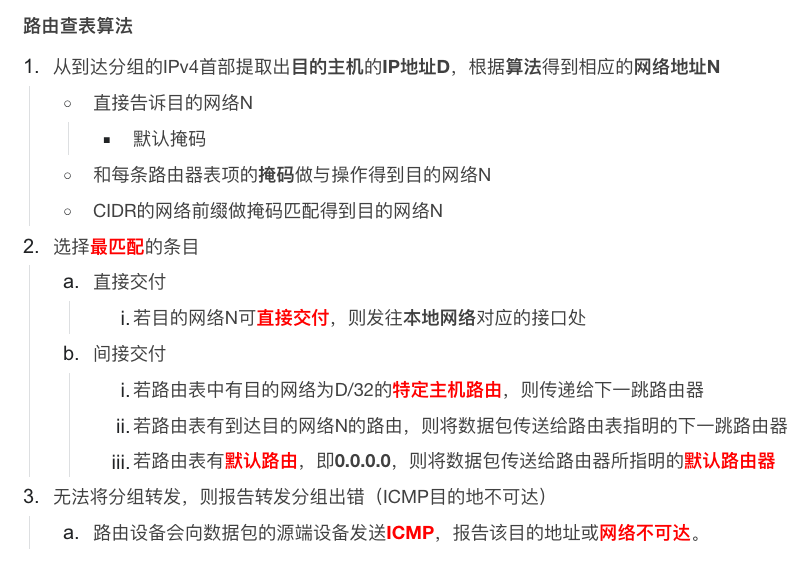 路由查表算法
1. 从到达分组的IPv4首部提取出目的主机的IP地址D，根据算法得到相应的网络地址N
○ 直接告诉目的网络N
▪ 默认掩码
○ 和每条路由器表项的掩码做与操作得到目的网络N
○ CIDR的网络前缀做掩码匹配得到目的网络N
2. 选择最匹配的条目
a. 直接交付
i. 若目的网络N可直接交付，则发往本地网络对应的接口处
b. 间接交付
i. 若路由表中有目的网络为D/32的特定主机路由，则传递给下一跳路由器
ii. 若路由表有到达目的网络N的路由，则将数据包传送给路由表指明的下一跳路由器
iii. 若路由表有默认路由，即0.0.0.0，则将数据包传送给路由器所指明的默认路由器
3. 无法将分组转发，则报告转发分组出错（ICMP目的地不可达）
a. 路由设备会向数据包的源端设备发送ICMP，报告该目的地址或网络不可达。